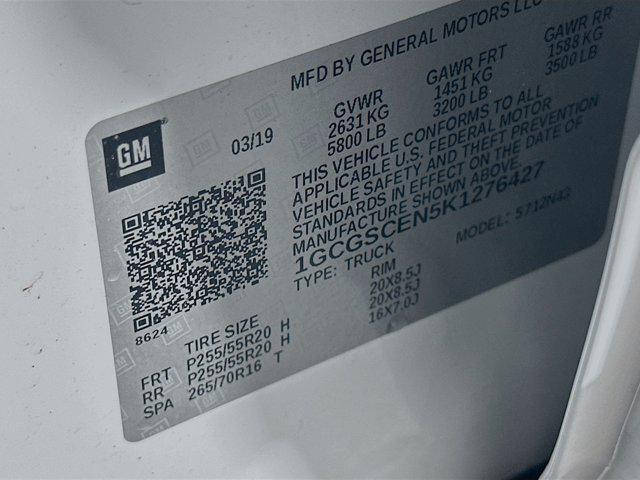 MFD BY GENERAL MOTORS LLC
GM
03/19
GVWR GAWR FRT GAWR RR
2631 KG 1451 KG 1588 KG
5800 LB 3200 LB 3500 LB
THIS VEHICLE CONFORMS TO ALL
APPLICABLE U.S. FEDERAL MOTOR
VEHICLE SAFETY AND THEFT PREVENTION
STANDARDS IN EFFECT ON THE DATE OF
MANUFACTURE SHOWN ABOVE.
1GCGSCEN5K1276427
TYPE: TRUCK MODEL: 5712N43
8624
TIRE SIZE RIM
FRT P255/55R20 H 20X8.5J
RR P255/55R20 H 20X8.5J
SPA 265/70R16 T 16X7.0J